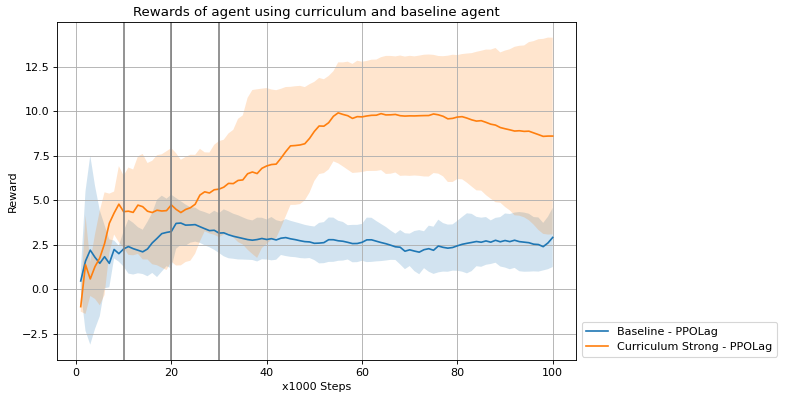 Rewards of agent using curriculum and baseline agent
Reward
12.5
10.0
7.5
5.0
2.5
0.0
−2.5
0
20
40
60
80
100
x1000 Steps
Baseline - PPOLag
Curriculum Strong - PPOLag